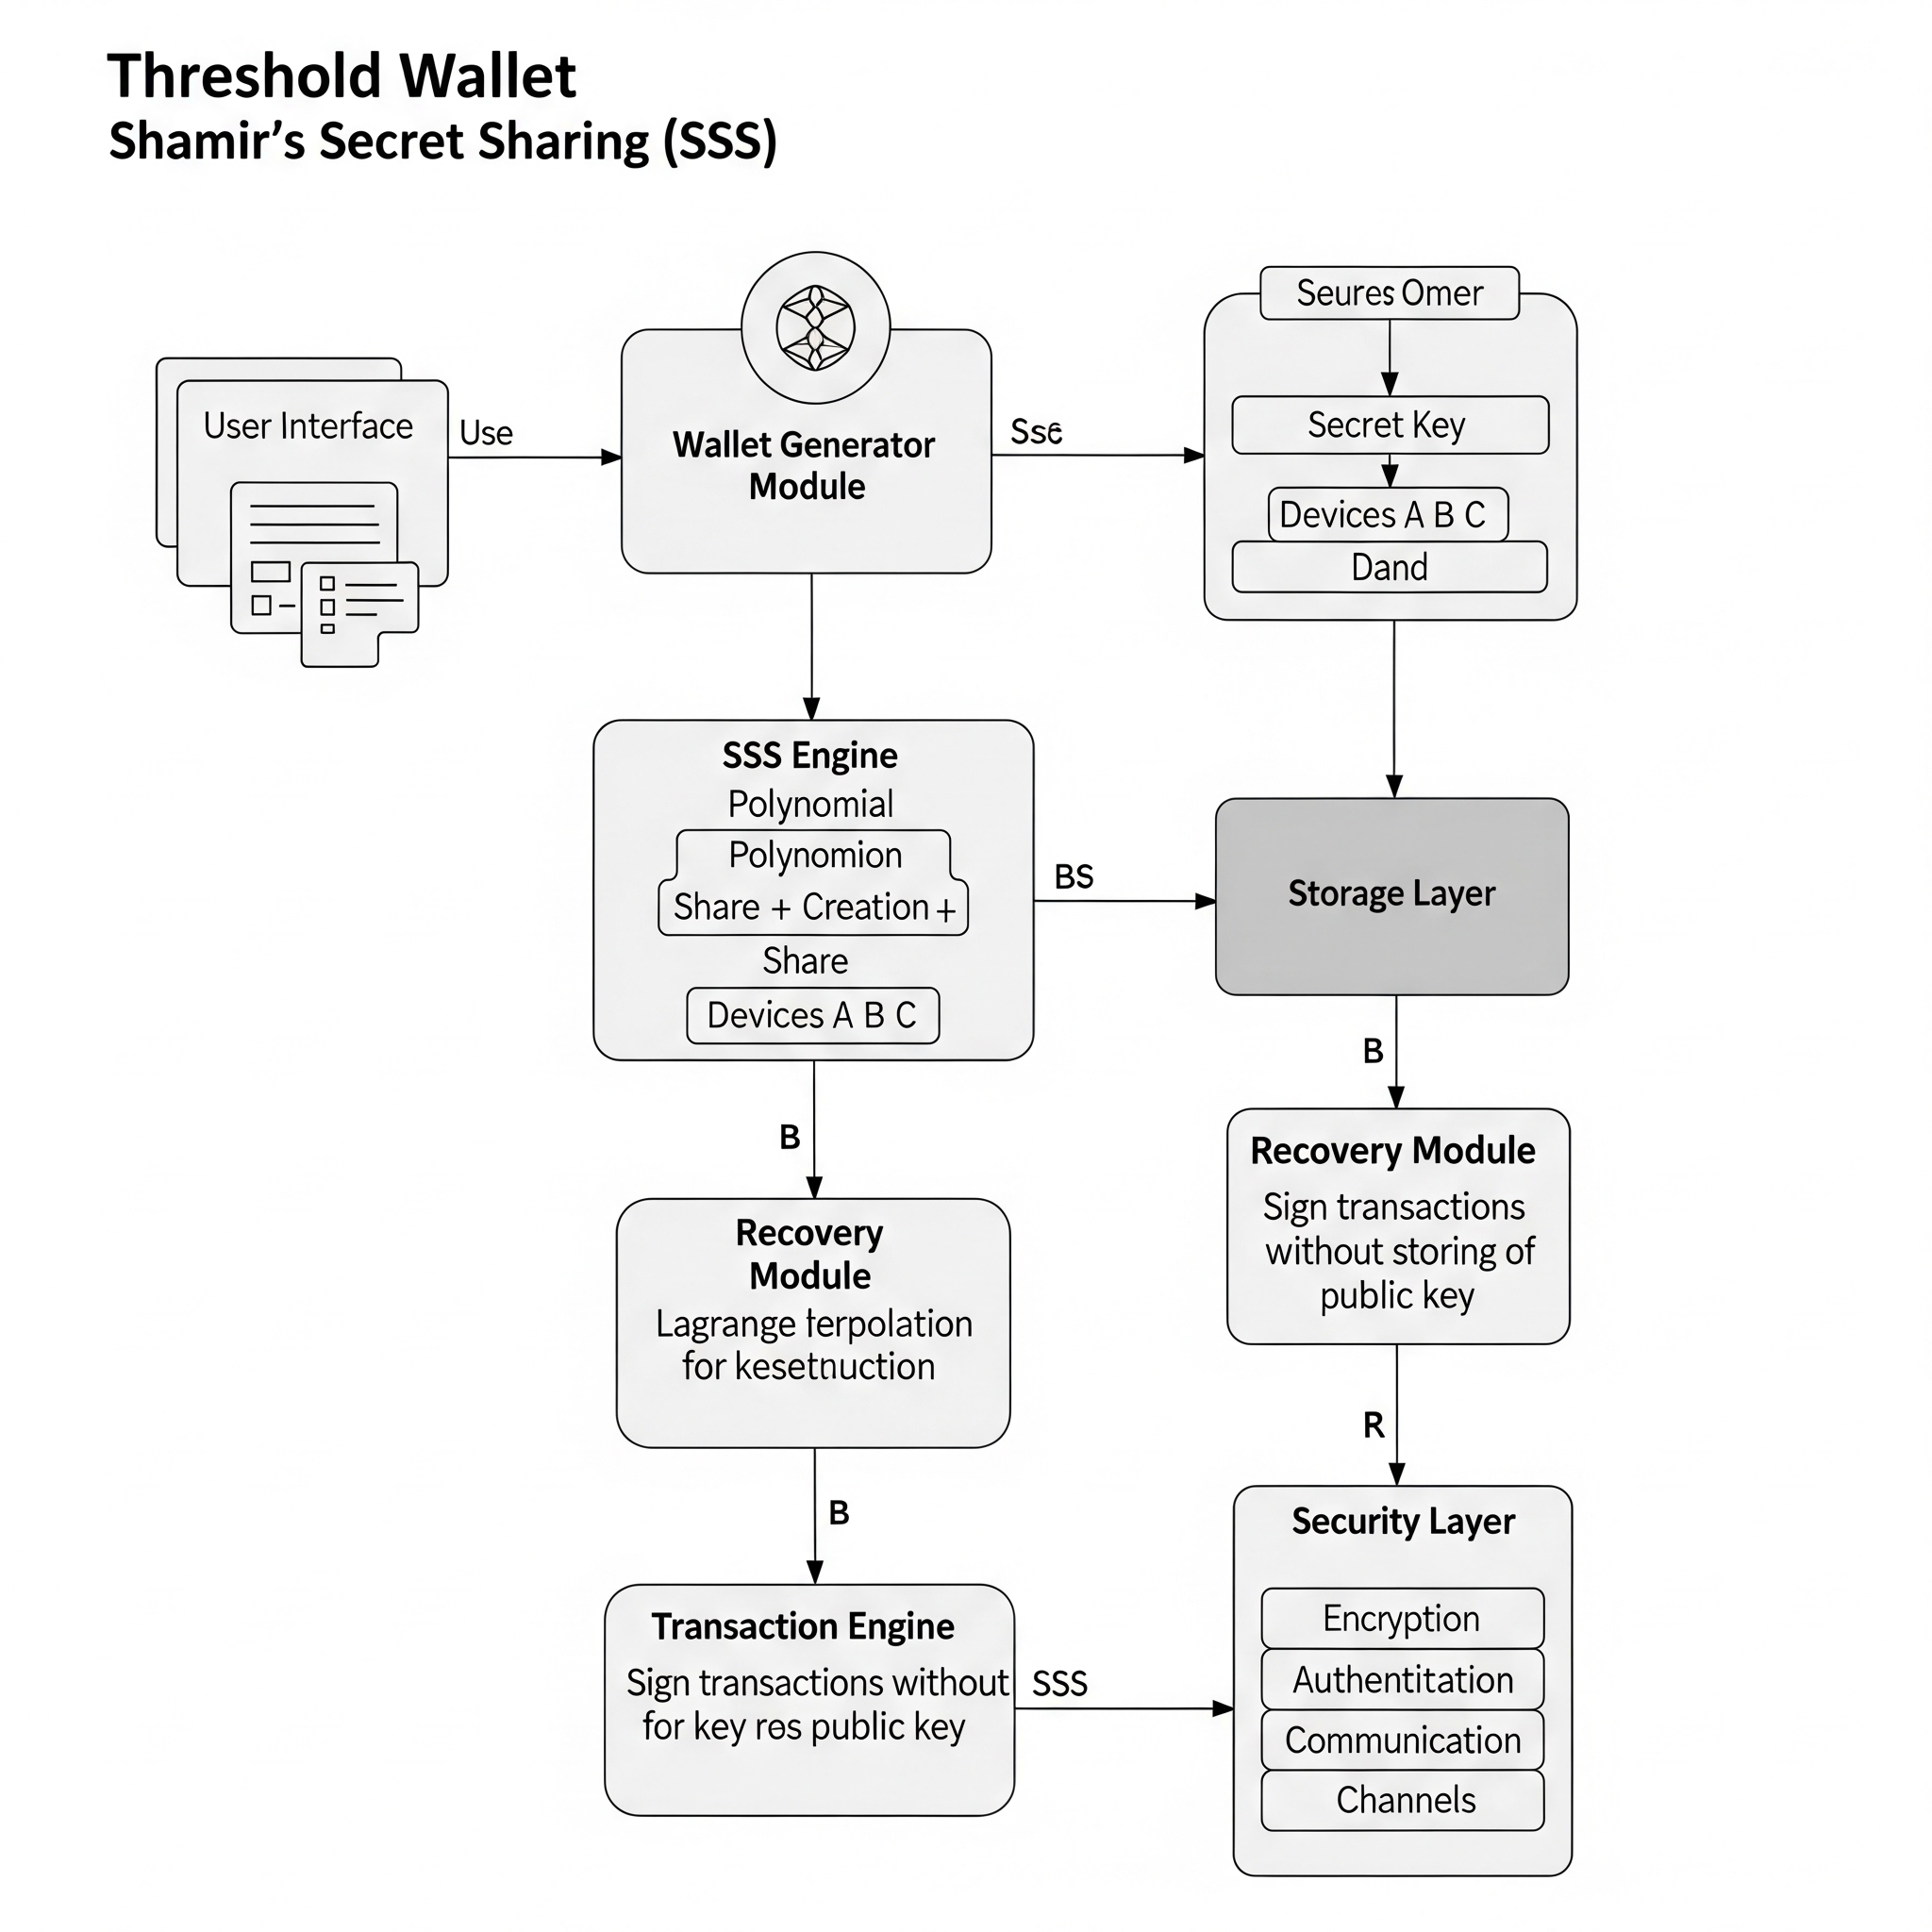 Threshold Wallet
Shamir's Secret Sharing (SSS)
User Interface
Use
Wallet Generator
Module
Seures Omer
Secret Key
Devices A B C
Dand
SSS Engine
Polynomial
Polynomion
Share + Creation +
Share
Devices A B C
BS
Storage Layer
B
B
Recovery
Module
Lagrange
for
Recovery Module
Sign transactions
without storing of
public key
B
R
Transaction Engine
Sign transactions without
for key res public key
SSS
Security Layer
Encryption
Authentitation
Communication
Channels